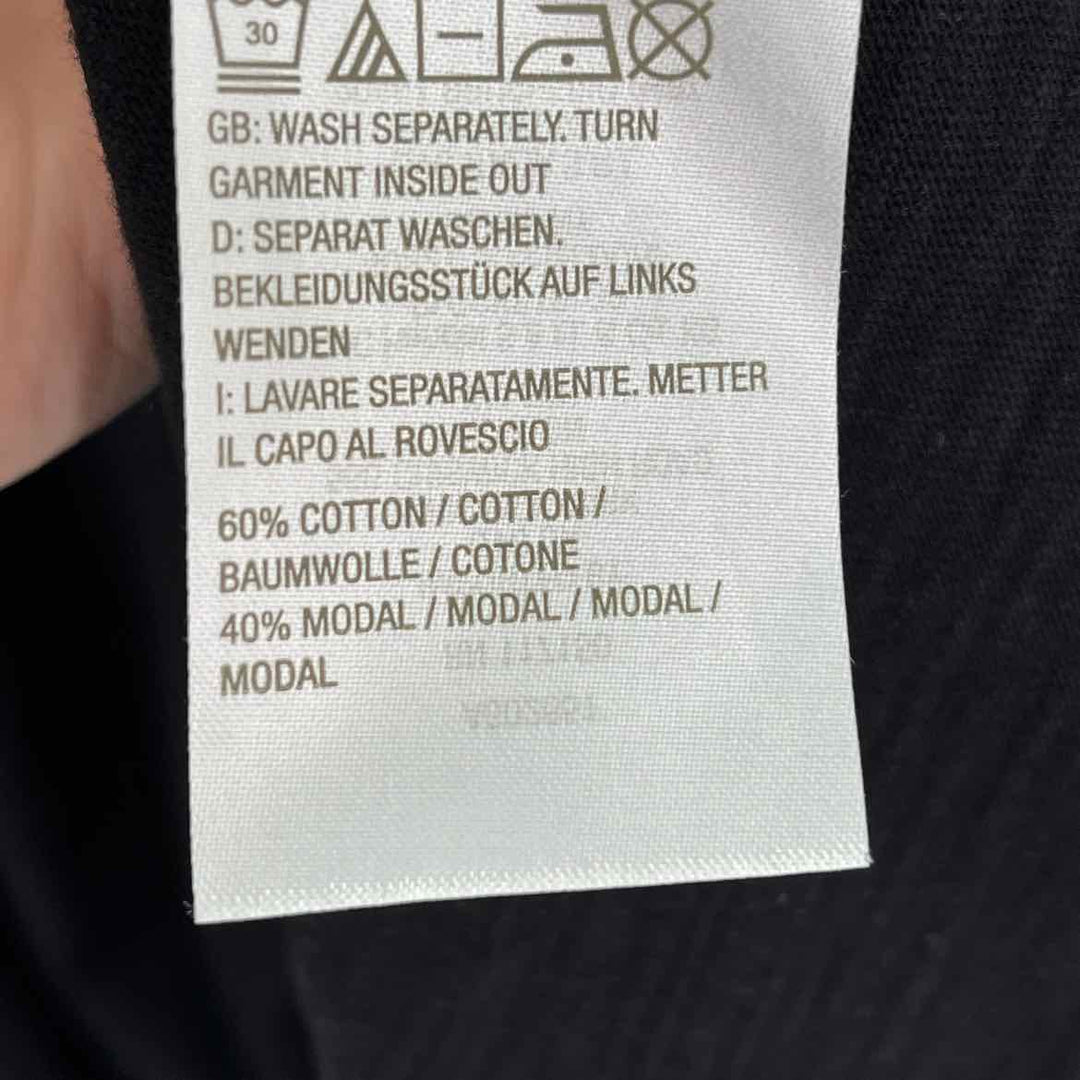 30
GB: WASH SEPARATELY. TURN
GARMENT INSIDE OUT
D: SEPARAT WASCHEN.
BEKLEIDUNGSSTÜCK AUF LINKS
WENDEN
I: LAVARE SEPARATAMENTE. METTER
IL CAPO AL ROVESCIO
60% COTTON / COTTON /
BAUMWOLLE / COTONE
40% MODAL / MODAL / MODAL /
MODAL